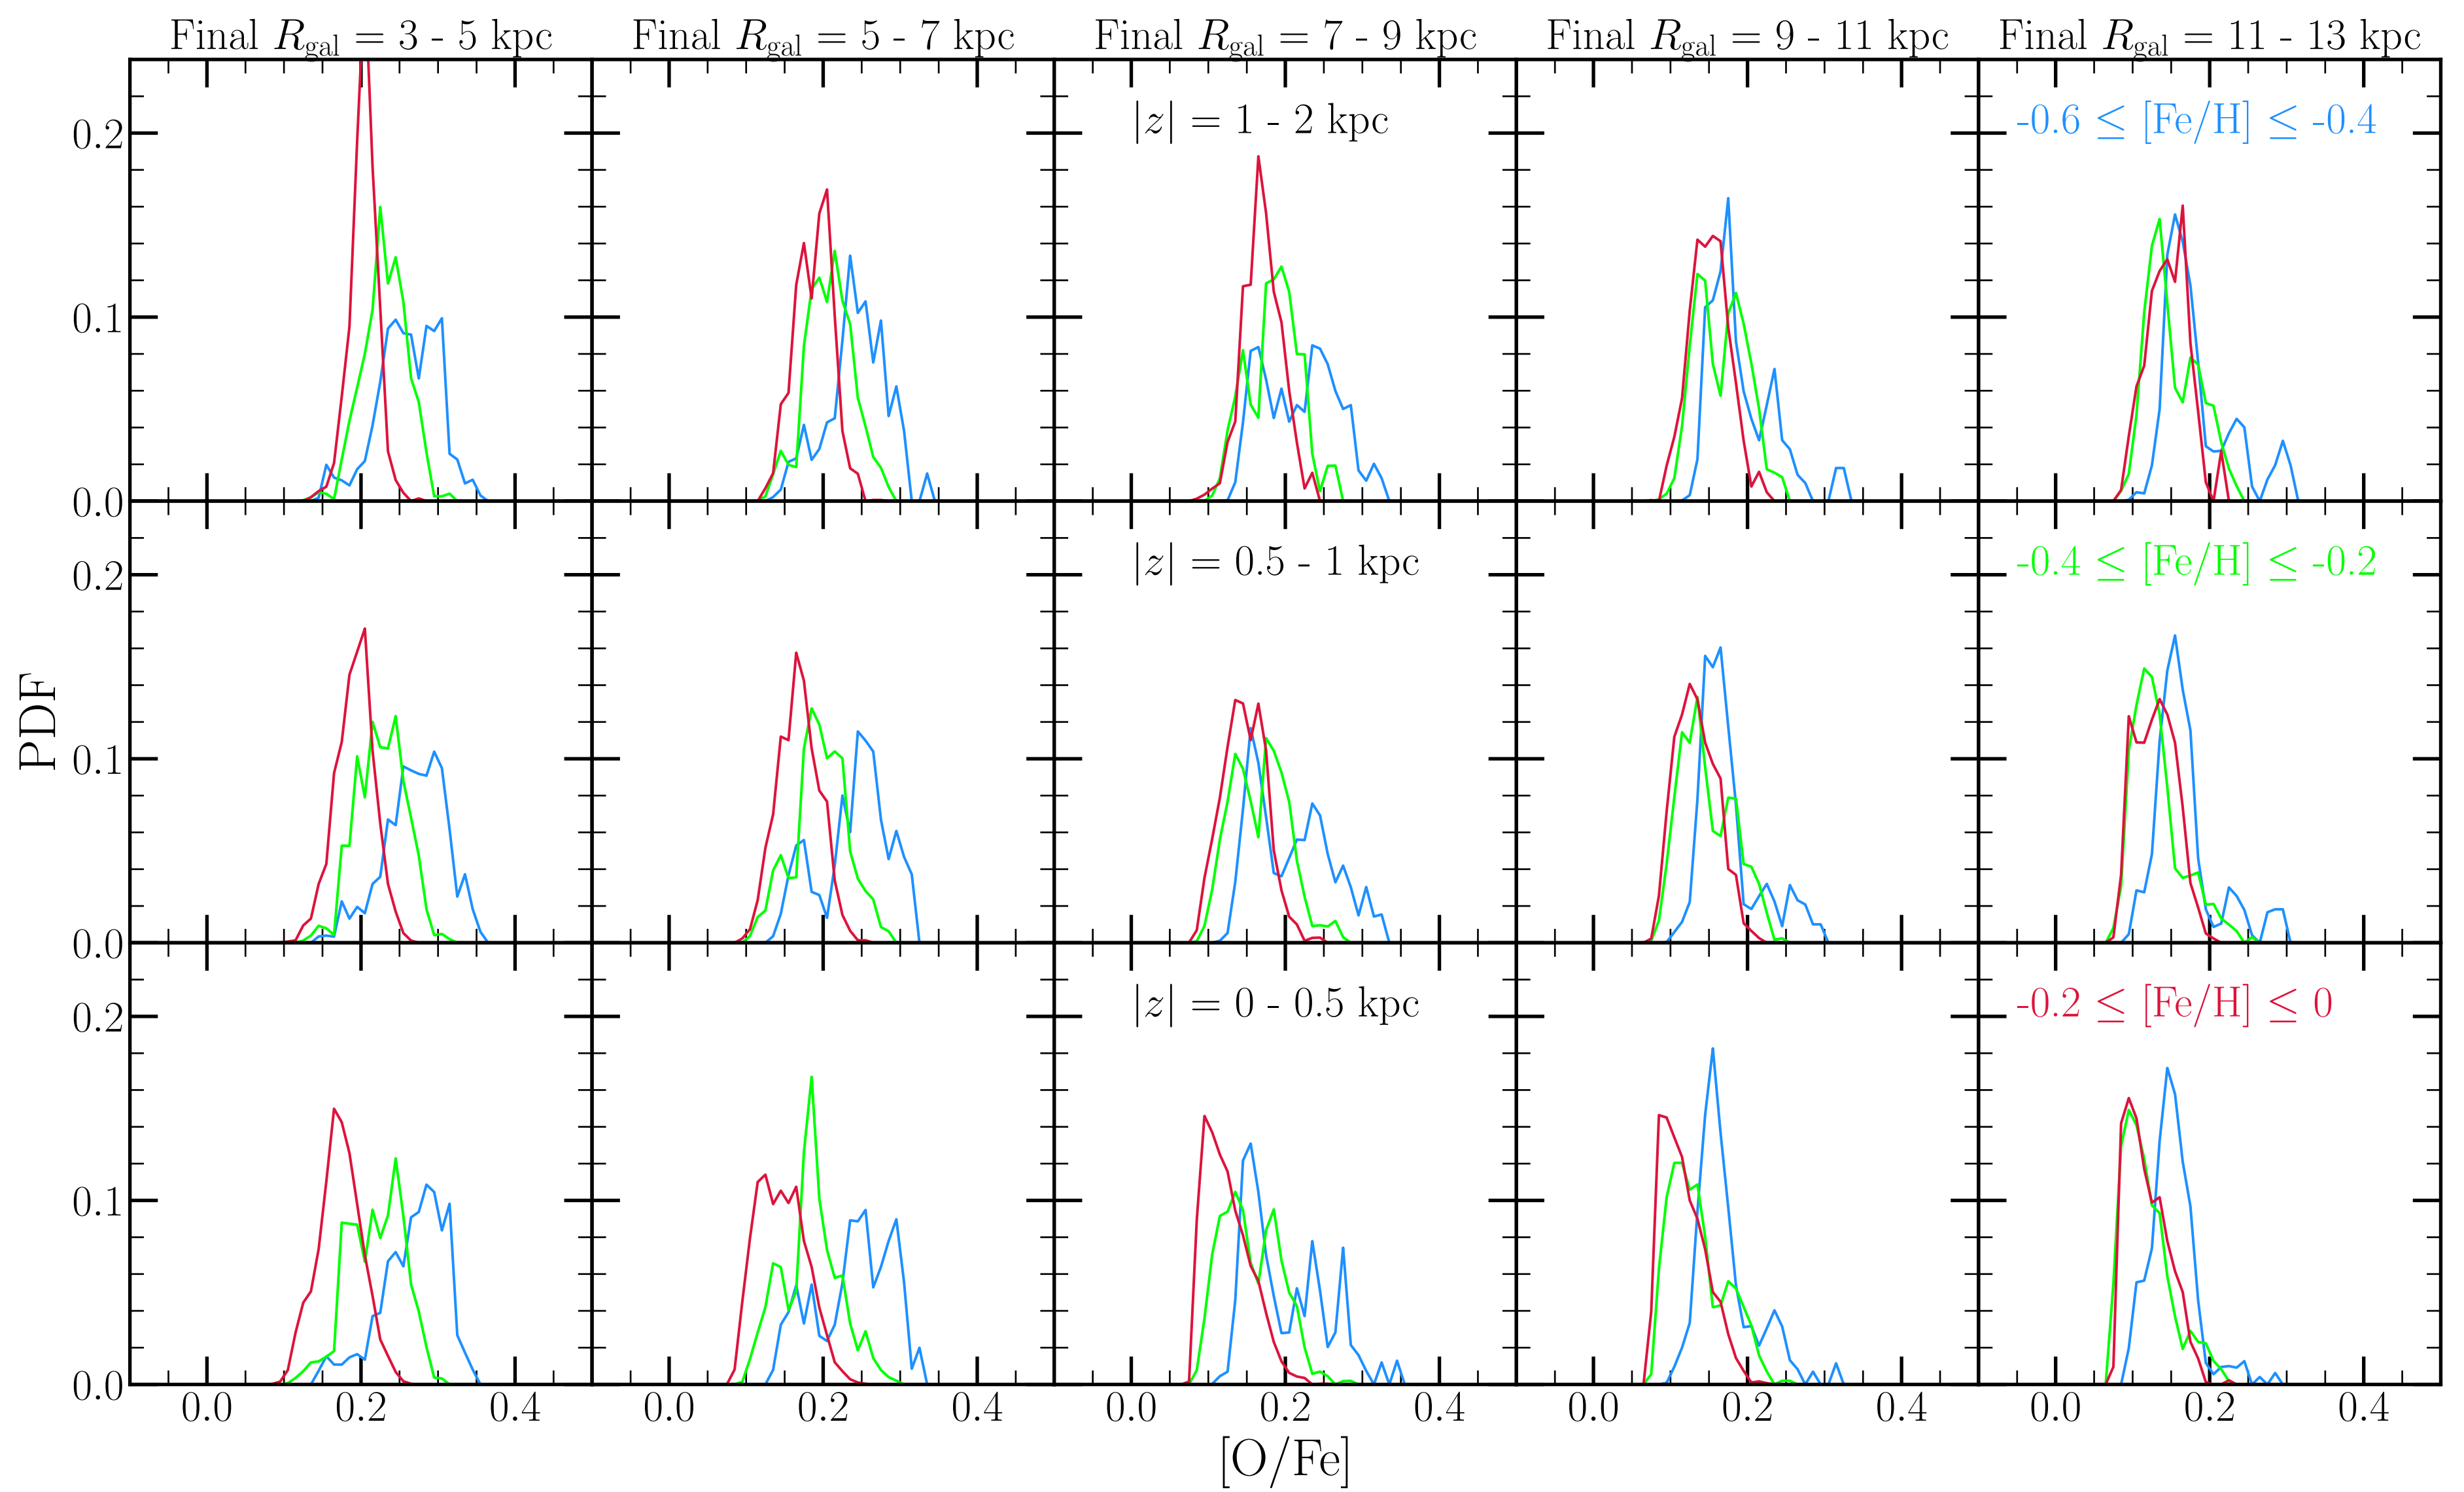 Final R_gal = 3 - 5 kpc
Final R_gal = 5 - 7 kpc
Final R_gal = 7 - 9 kpc
Final R_gal = 9 - 11 kpc
Final R_gal = 11 - 13 kpc
|z| = 1 - 2 kpc
-0.6 ≤ [Fe/H] ≤ -0.4
0.2
0.1
0.0
|z| = 0.5 - 1 kpc
-0.4 ≤ [Fe/H] ≤ -0.2
0.2
0.1
0.0
PDF
|z| = 0 - 0.5 kpc
-0.2 ≤ [Fe/H] ≤ 0
0.2
0.1
0.0
0.0 0.2 0.4
0.0 0.2 0.4
0.0 0.2 0.4
0.0 0.2 0.4
0.0 0.2 0.4
[O/Fe]